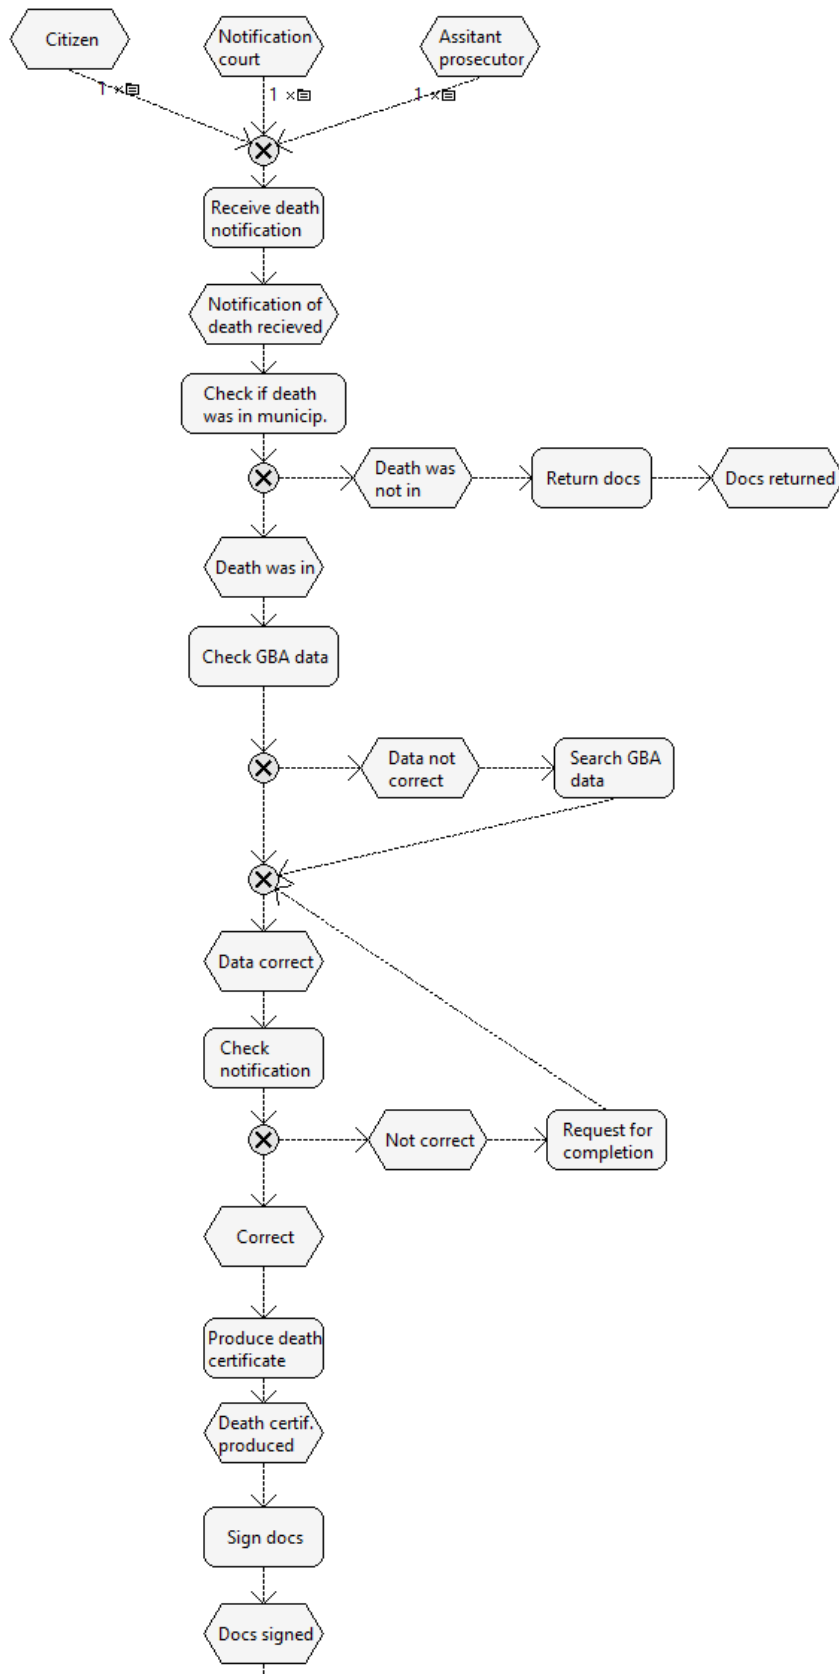 Citizen
Notification
court
Assitant
prosecutor
1 ×
1 ×
1 ×
Receive death
notification
Notification of
death recieved
Check if death
was in municip.
Death was
not in
Return docs
Docs returned
Death was in
Check GBA data
Data not
correct
Search GBA
data
Data correct
Check
notification
Not correct
Request for
completion
Correct
Produce death
certificate
Death certif.
produced
Sign docs
Docs signed